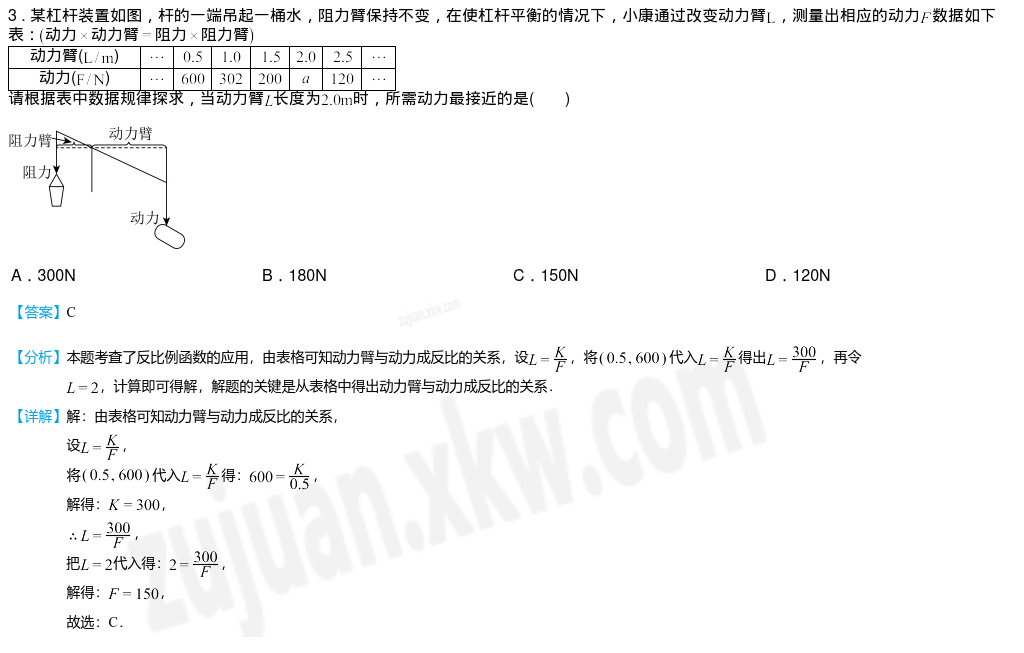 3．某杠杆装置如图，杆的一端吊起一桶水，阻力臂保持不变，在使杠杆平衡的情况下，小康通过改变动力臂L，测量出相应的动力F数据如下
表：(动力×动力臂=阻力×阻力臂)
动力臂(L/m) ⋯ 0.5 1.0 1.5 2.0 2.5 ⋯
动力(F/N) ⋯ 600 302 200 a 120 ⋯
请根据表中数据规律探求，当动力臂L长度为2.0m时，所需动力最接近的是(　　)
动力臂
阻力臂
阻力
动力
A．300N B．180N C．150N D．120N
【答案】C
【分析】本题考查了反比例函数的应用，由表格可知动力臂与动力成反比的关系，设L=K/F，将(0.5,600)代入L=K/F得出L=300/F，再令
L=2，计算即可得解，解题的关键是从表格中得出动力臂与动力成反比的关系.
【详解】解：由表格可知动力臂与动力成反比的关系，
设L=K/F，
将(0.5,600)代入L=K/F得：600=K/0.5，
解得：K=300，
∴L=300/F，
把L=2代入得：2=300/F，
解得：F=150，
故选：C．
zujuan.xkw.com
zujuan.xkw.com